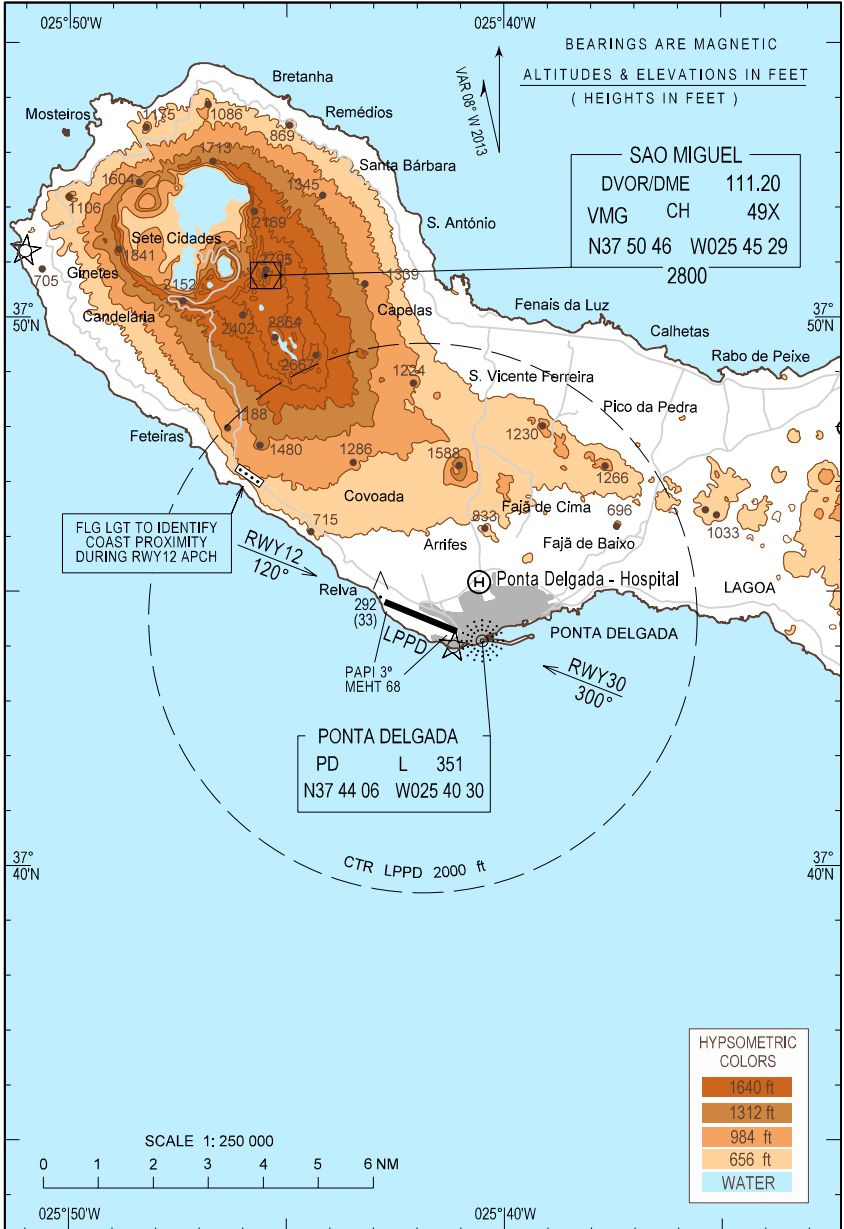 025°50'W
025°40'W
BEARINGS ARE MAGNETIC
ALTITUDES & ELEVATIONS IN FEET
( HEIGHTS IN FEET )
VAR 08° W 2013
Bretanha
Mosteiros
Remédios
1086
869
Santa Bárbara
1713
1604
1345
1106
2169
S. António
Sete Cidades
1841
2795
705
Ginetes
2152
1339
SAO MIGUEL
DVOR/DME 111.20
VMG CH 49X
N37 50 46 W025 45 29
2800
37°
50'N
37°
50'N
Candelária
Capelas
Fenais da Luz
Calhetas
2402
2864
Rabo de Peixe
2667
1224
S. Vicente Ferreira
Pico da Pedra
1188
Feteiras
1230
1480
1286
1588
1266
Covoada
Fajã de Cima
696
833
1033
715
Arrifes
Fajã de Baixo
FLG LGT TO IDENTIFY
COAST PROXIMITY
DURING RWY12 APCH
RWY12
120°
Relva
Ponta Delgada - Hospital
H
LAGOA
292
(33)
LPPD
PONTA DELGADA
PAPI 3°
MEHT 68
RWY30
300°
PONTA DELGADA
PD L 351
N37 44 06 W025 40 30
CTR LPPD 2000 ft
37°
40'N
37°
40'N
HYPSOMETRIC
COLORS
1640 ft
1312 ft
984 ft
656 ft
WATER
SCALE 1: 250 000
0 1 2 3 4 5 6 NM
025°50'W
025°40'W